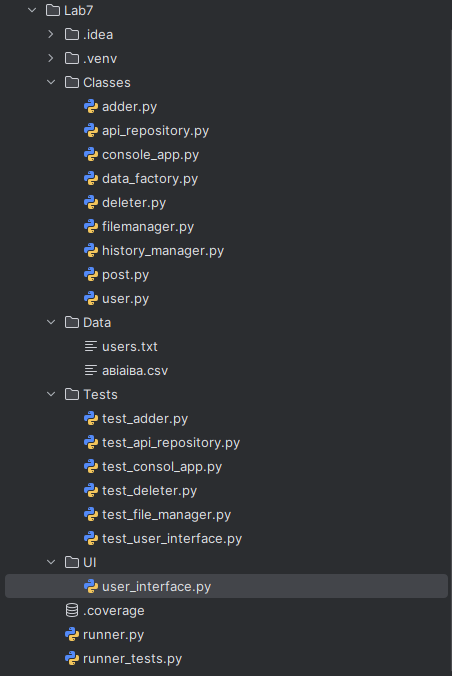 Lab7
.idea
.venv
Classes
adder.py
api_repository.py
console_app.py
data_factory.py
deleter.py
filemanager.py
history_manager.py
post.py
user.py
Data
users.txt
авіаіва.csv
Tests
test_adder.py
test_api_repository.py
test_consol_app.py
test_deleter.py
test_file_manager.py
test_user_interface.py
UI
user_interface.py
.coverage
runner.py
runner_tests.py